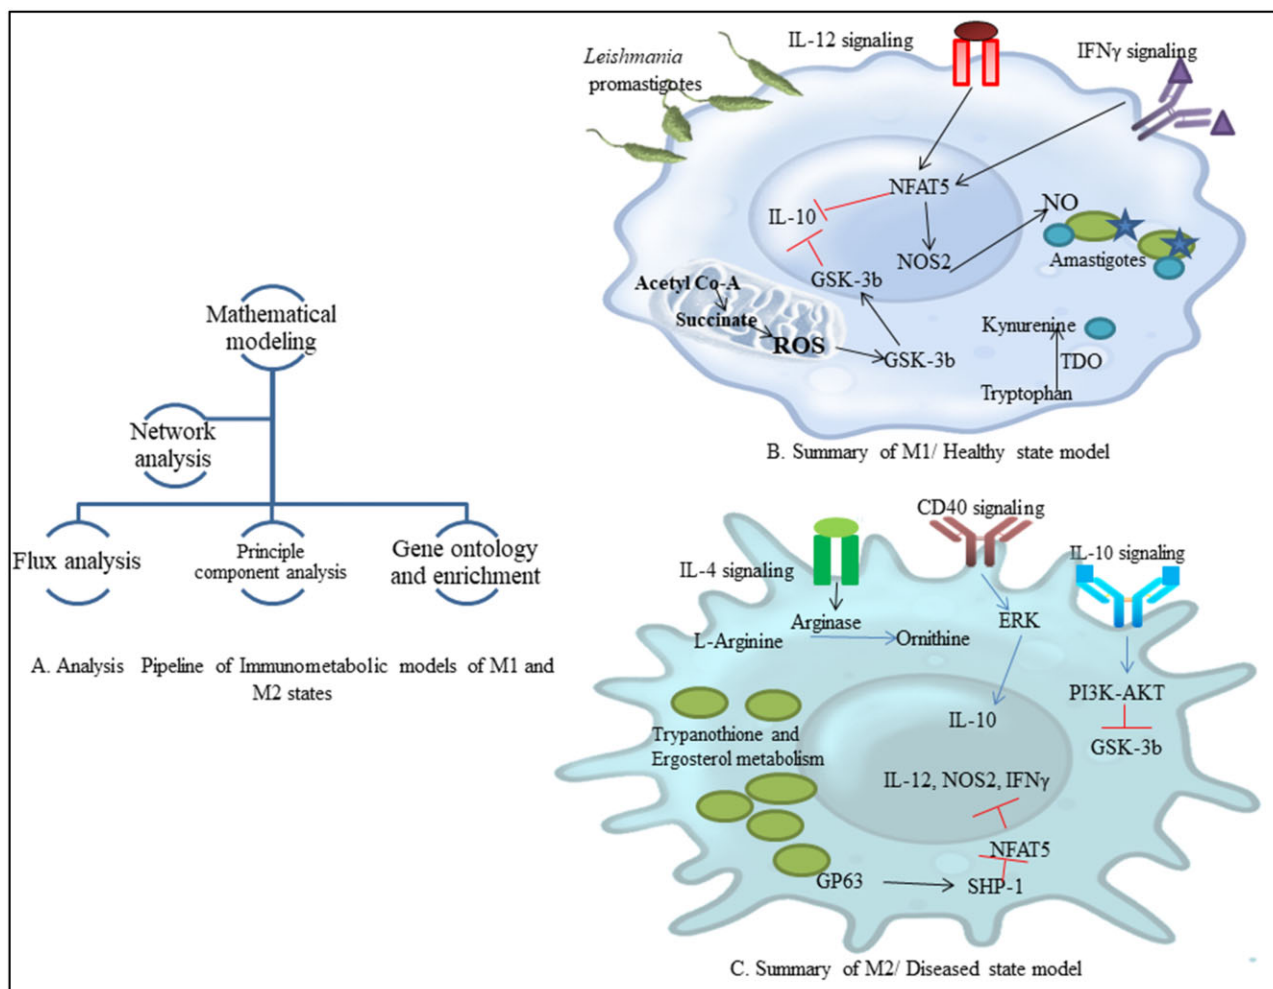 Mathematical
modeling
Network
analysis
Flux analysis
Principle
component analysis
Gene ontology
and enrichment
A. Analysis Pipeline of Immunometabolic models of M1 and
M2 states
IL-12 signaling
IFNγ signaling
Leishmania
promastigotes
NFAT5
IL-10
NO
NOS2
Amastigotes
GSK-3b
Acetyl Co-A
Succinate
ROS
GSK-3b
Kynurenine
TDO
Tryptophan
B. Summary of M1/ Healthy state model
CD40 signaling
IL-10 signaling
IL-4 signaling
Arginase
ERK
L-Arginine
Ornithine
PI3K-AKT
IL-10
GSK-3b
Trypanothione and
Ergosterol metabolism
IL-12, NOS2, IFNγ
NFAT5
GP63
SHP-1
C. Summary of M2/ Diseased state model